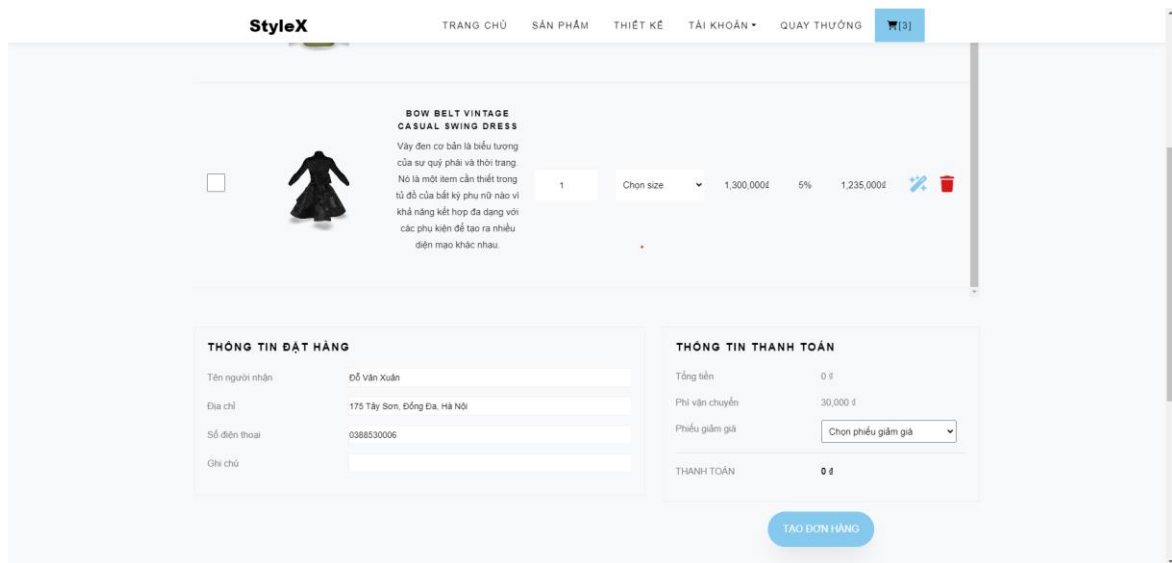 StyleX
TRANG CHỦ SẢN PHẨM THIẾT KẾ TÀI KHOẢN QUAY THƯỞNG [3]
BOW BELT VINTAGE
CASUAL SWING DRESS
Váy đen cơ bản là biểu tượng
của sự quý phái và thời trang.
Nó là một item cần thiết trong
tủ đồ của bất kỳ phụ nữ nào vì
khả năng kết hợp đa dạng với
các phụ kiện để tạo ra nhiều
diện mạo khác nhau.
1 Chọn size 1,300,000₫ 5% 1,235,000₫
THÔNG TIN ĐẶT HÀNG
Tên người nhận Đỗ Văn Xuân
Địa chỉ 175 Tây Sơn, Đống Đa, Hà Nội
Số điện thoại 0388530006
Ghi chú
THÔNG TIN THANH TOÁN
Tổng tiền 0 ₫
Phí vận chuyển 30,000 ₫
Phiếu giảm giá Chọn phiếu giảm giá
THANH TOÁN 0 ₫
TẠO ĐƠN HÀNG